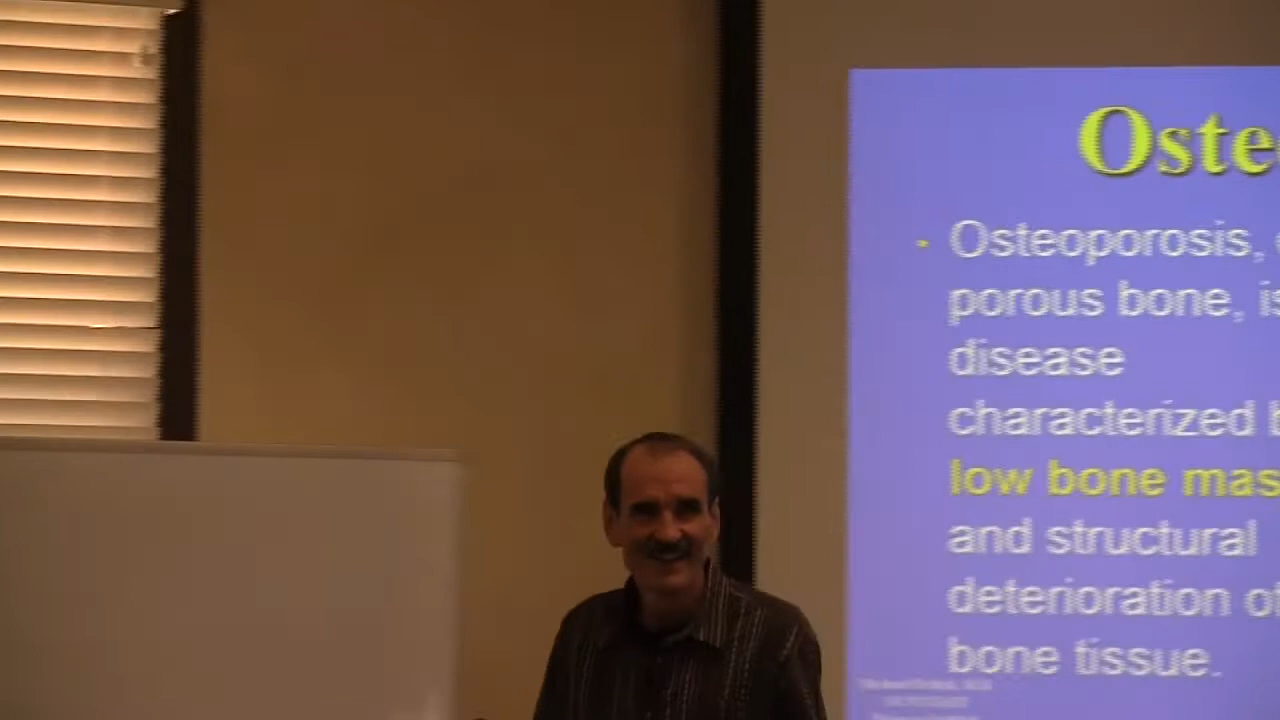 Oste
• Osteoporosis,
porous bone, is
disease
characterized b
low bone mas
and structural
deterioration of
bone tissue.